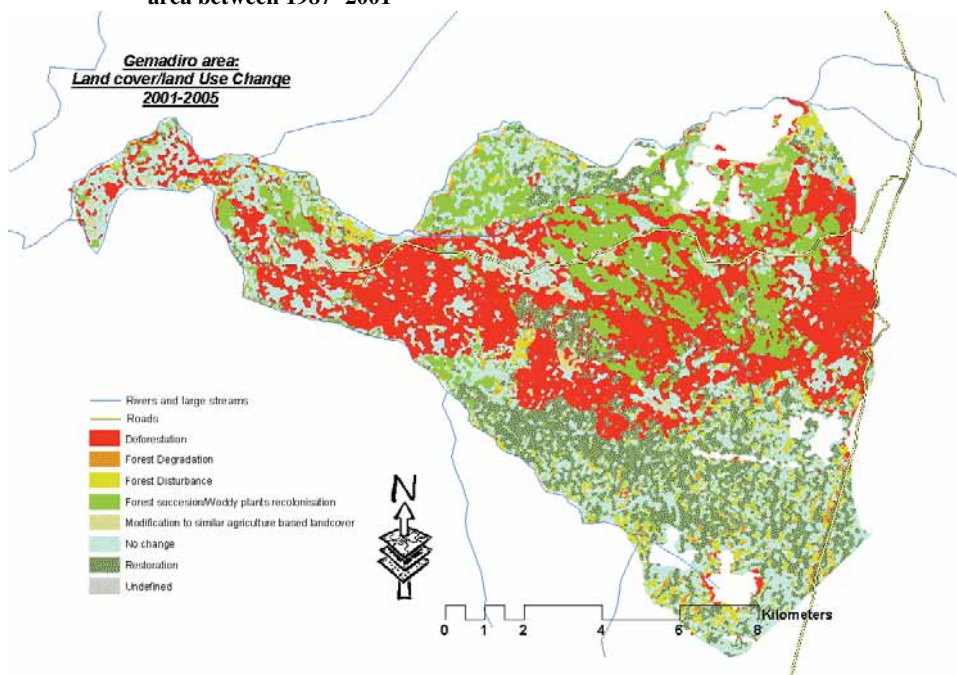 area between 1987–2001
Gemadiro area:
Land cover/land Use Change
2001-2005
Rivers and large streams
Roads
Deforestation
Forest Degradation
Forest Disturbance
Forest succesion/Woddy plants recolonisation
Modification to similar agriculture based landcover
No change
Restoration
Undefined
N
Kilometers
0 1 2 4 6 8